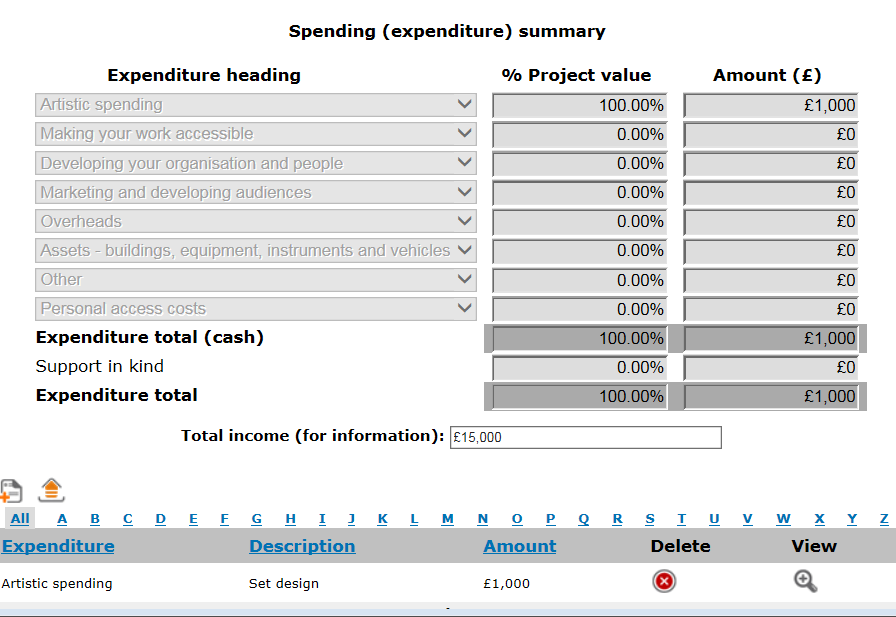 Spending (expenditure) summary
Expenditure heading % Project value Amount (£)
Artistic spending 100.00% £1,000
Making your work accessible 0.00% £0
Developing your organisation and people 0.00% £0
Marketing and developing audiences 0.00% £0
Overheads 0.00% £0
Assets - buildings, equipment, instruments and vehicles 0.00% £0
Other 0.00% £0
Personal access costs 0.00% £0
Expenditure total (cash) 100.00% £1,000
Support in kind 0.00% £0
Expenditure total 100.00% £1,000
Total income (for information): £15,000
All A B C D E F G H I J K L M N O P Q R S T U V W X Y Z
Expenditure Description Amount Delete View
Artistic spending Set design £1,000